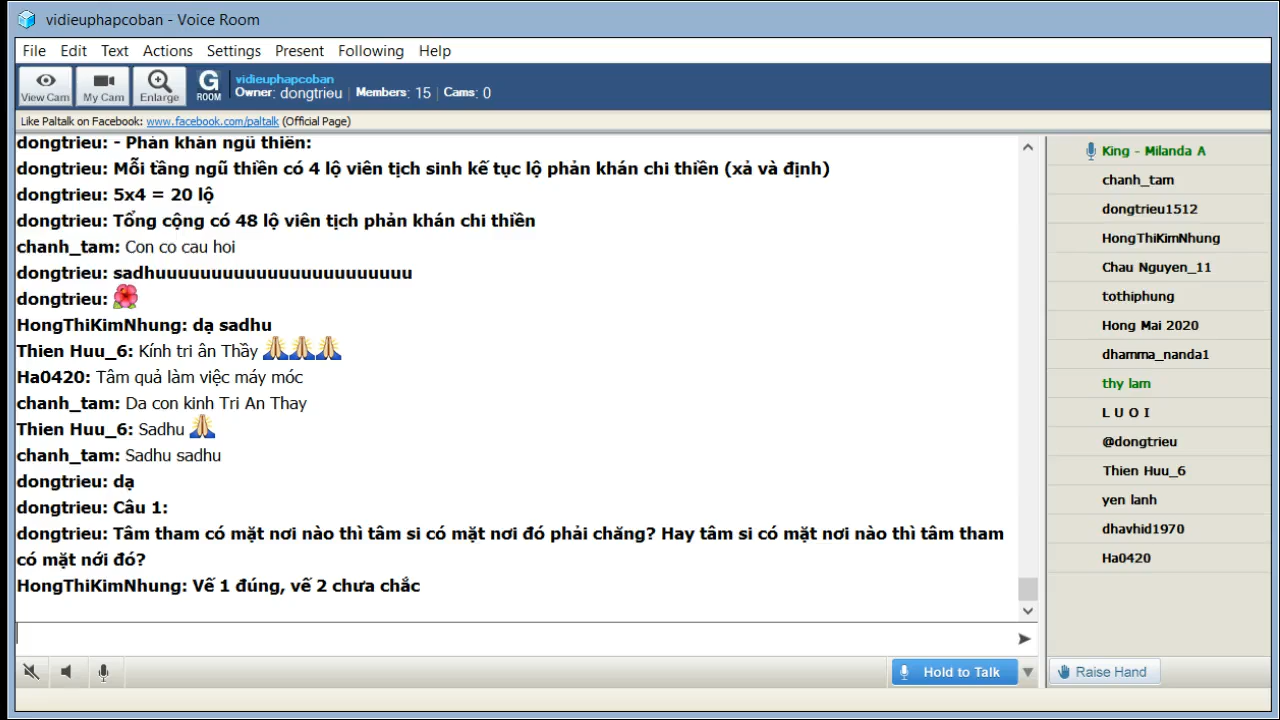 vidieuphapcoban - Voice Room
File Edit Text Actions Settings Present Following Help
View Cam
My Cam
Enlarge
G ROOM
vidieuphapcoban
Owner: dongtrieu | Members: 15 | Cams: 0
Like Paltalk on Facebook: www.facebook.com/paltalk (Official Page)
dongtrieu: - Phản khán ngũ thiền:
dongtrieu: Mỗi tầng ngũ thiền có 4 lộ viên tịch sinh kế tục lộ phản khán chi thiền (xả và định)
dongtrieu: 5x4 = 20 lộ
dongtrieu: Tổng cộng có 48 lộ viên tịch phản khán chi thiền
chanh_tam: Con co cau hoi
dongtrieu: sadhuuuuuuuuuuuuuuuuuuuuuuu
dongtrieu:
HongThiKimNhung: dạ sadhu
Thien Huu_6: Kính tri ân Thầy
Ha0420: Tâm quả làm việc máy móc
chanh_tam: Da con kinh Tri An Thay
Thien Huu_6: Sadhu
chanh_tam: Sadhu sadhu
dongtrieu: dạ
dongtrieu: Câu 1:
dongtrieu: Tâm tham có mặt nơi nào thì tâm si có mặt nơi đó phải chăng? Hay tâm si có mặt nơi nào thì tâm tham
có mặt nới đó?
HongThiKimNhung: Vế 1 đúng, vế 2 chưa chắc
King - Milanda A
chanh_tam
dongtrieu1512
HongThiKimNhung
Chau Nguyen_11
tothiphung
Hong Mai 2020
dhamma_nanda1
thy lam
L U O I
@dongtrieu
Thien Huu_6
yen lanh
dhavhid1970
Ha0420
Hold to Talk
Raise Hand